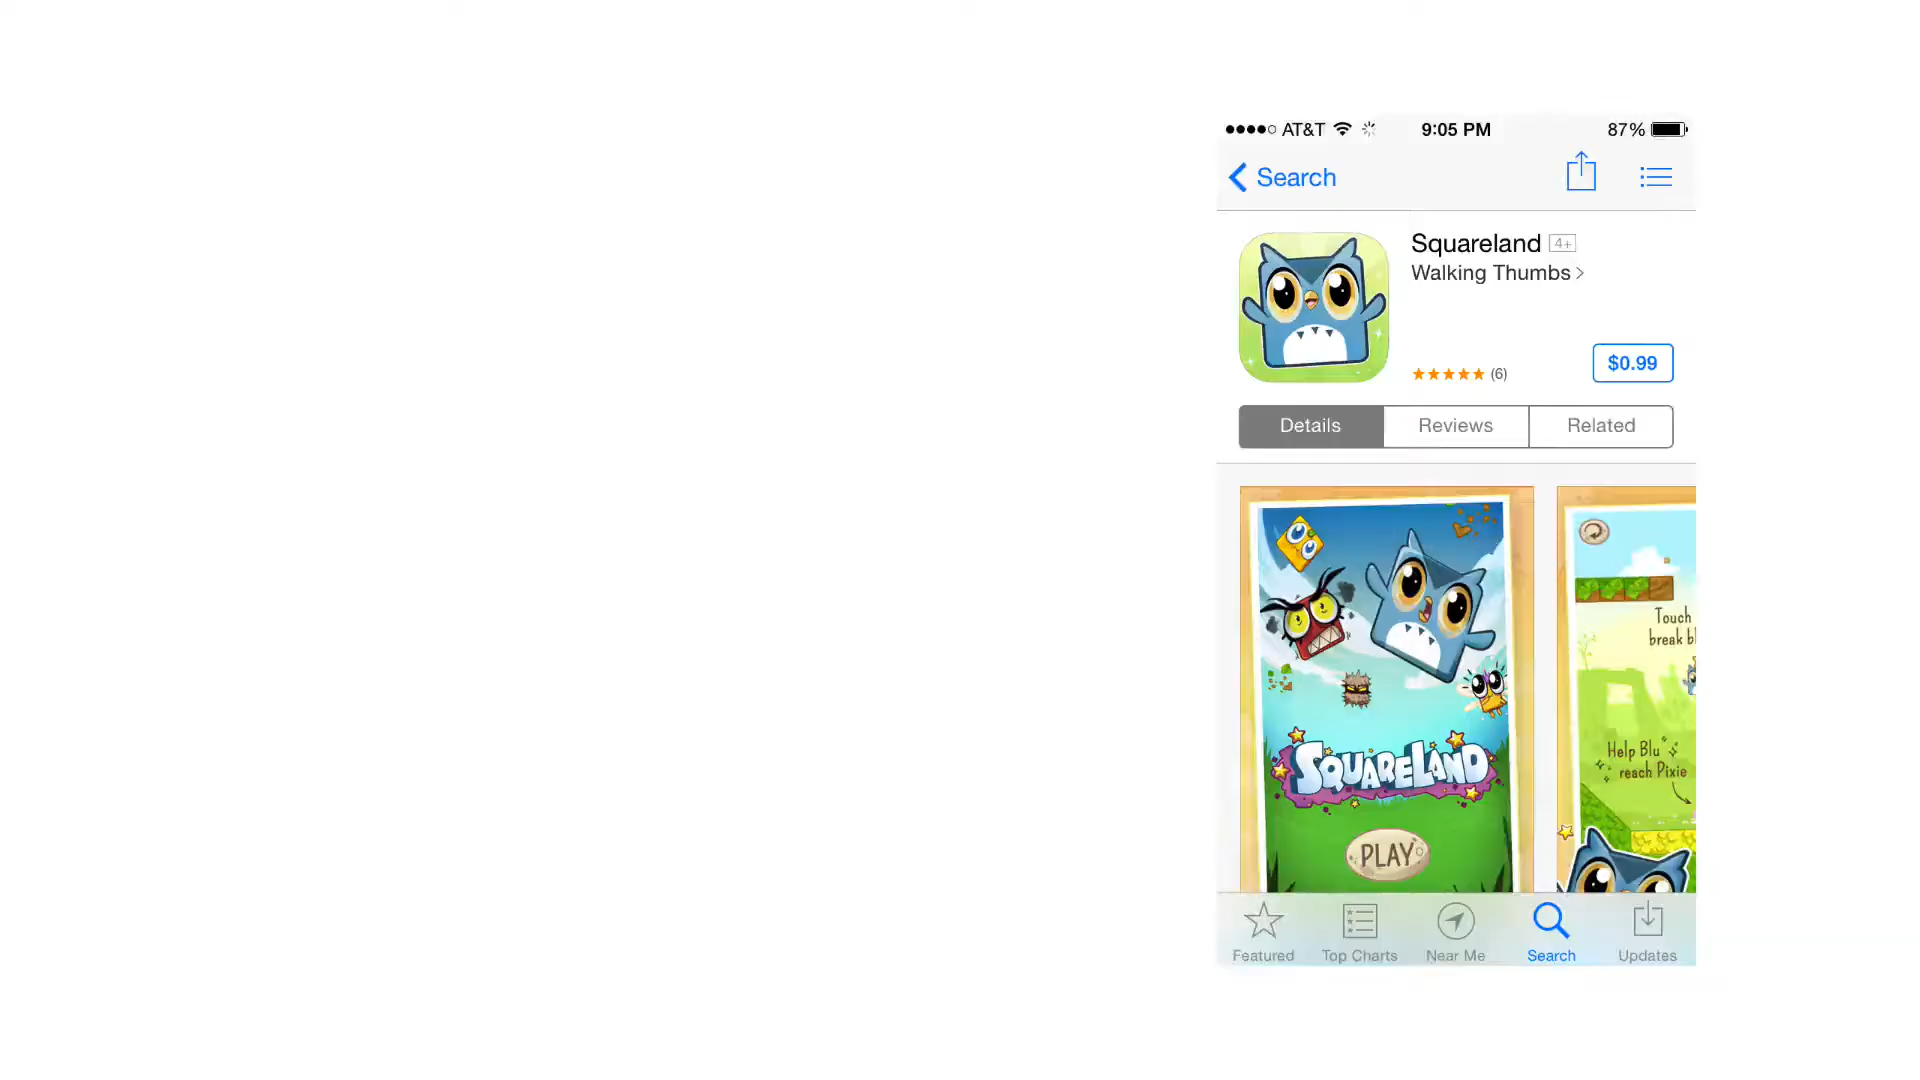 AT&T 9:05 PM 87%
Search
Squareland 4+
Walking Thumbs
(6) $0.99
Details Reviews Related
SQUARELAND
PLAY
Touch
break b
Help Blu
reach Pixie
Featured Top Charts Near Me Search Updates